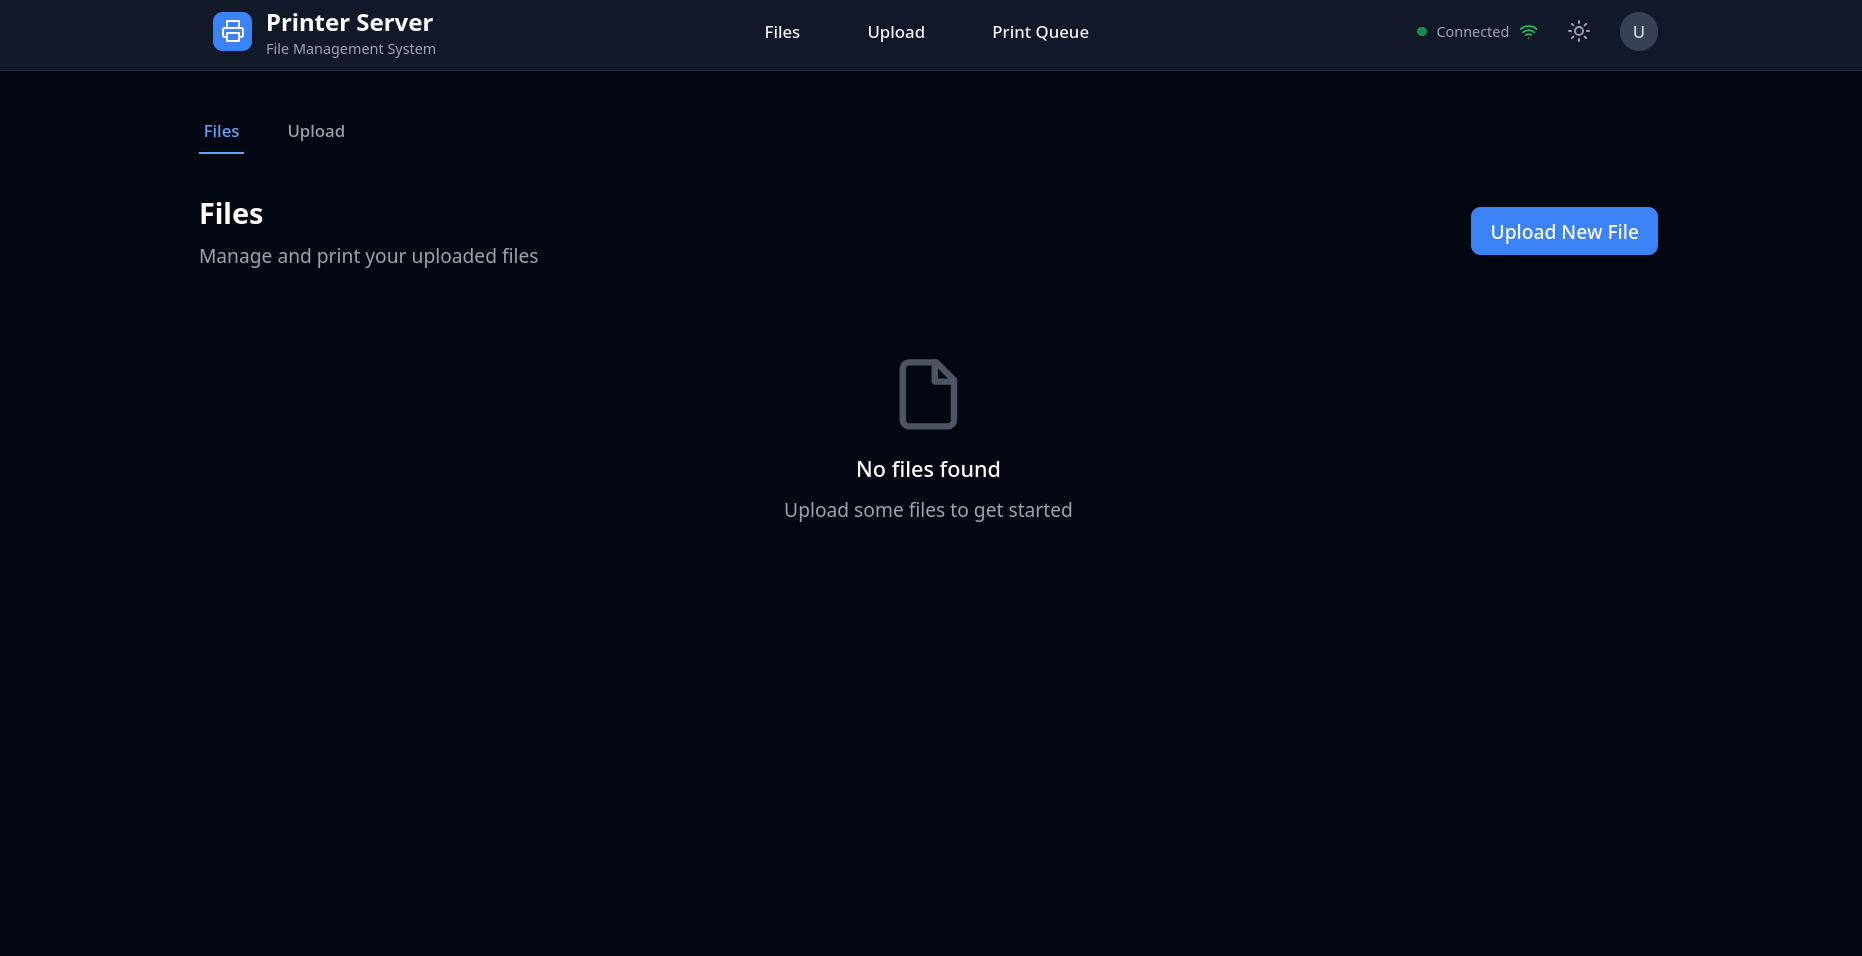 Printer Server
File Management System
Files
Upload
Print Queue
Connected
U
Files
Upload
Files
Manage and print your uploaded files
Upload New File
No files found
Upload some files to get started